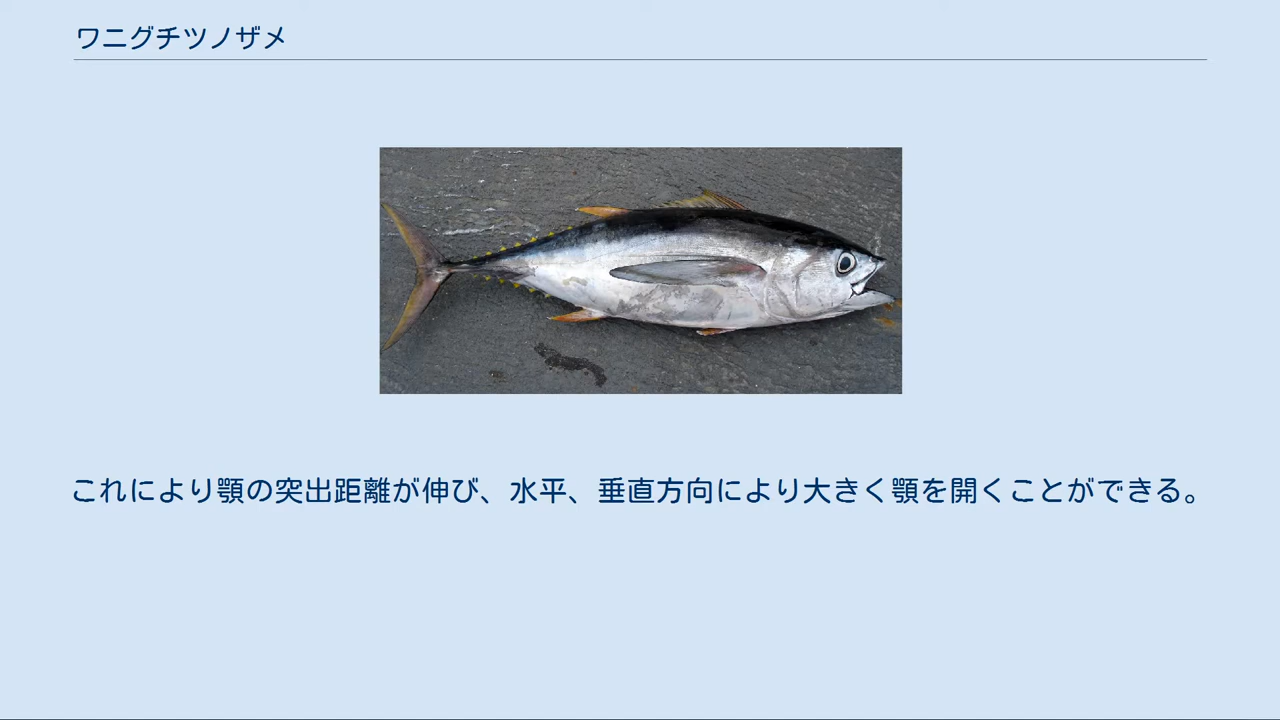 ワニグチツノザメ
これにより顎の突出距離が伸び、水平、垂直方向により大きく顎を開くことができる。